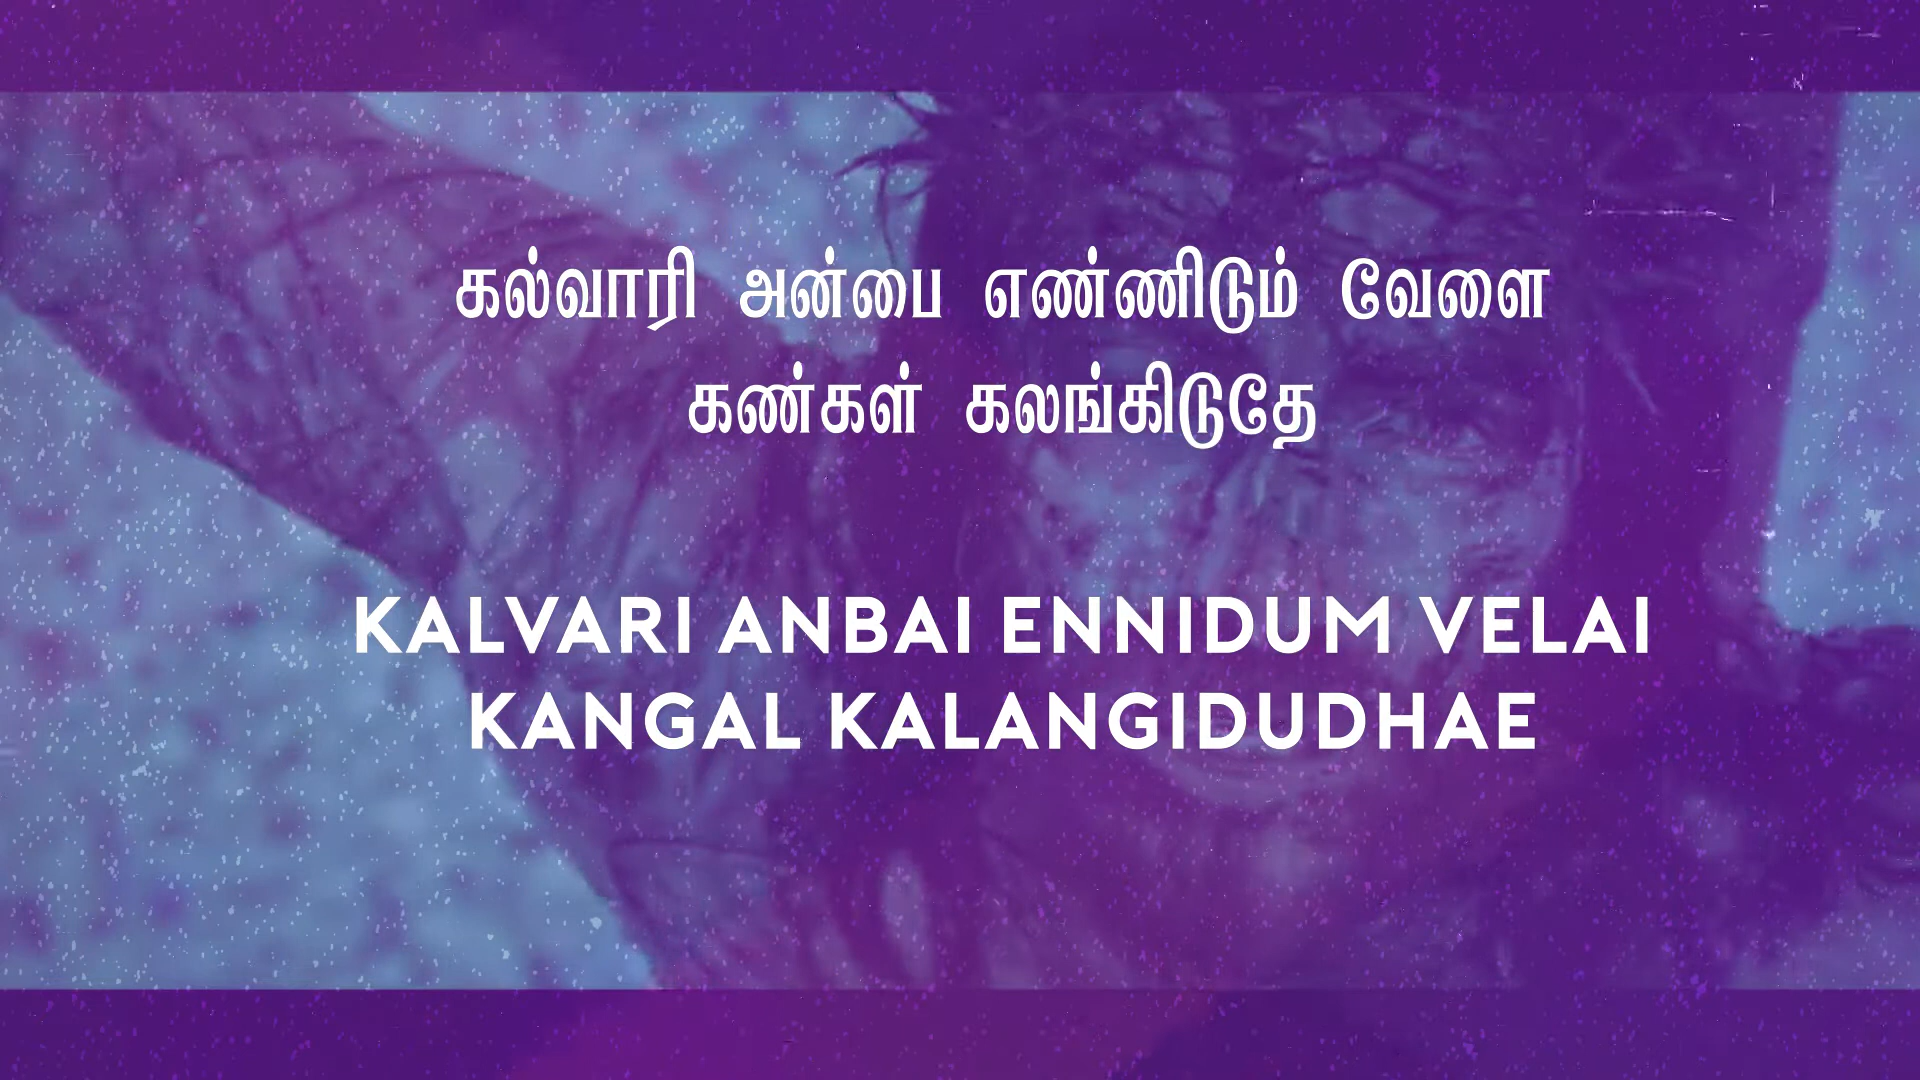 கல்வாரி அன்பை எண்ணிடும் வேளை
கண்கள் கலங்கிடுதே
KALVARI ANBAI ENNIDUM VELAI
KANGAL KALANGIDUDHAE